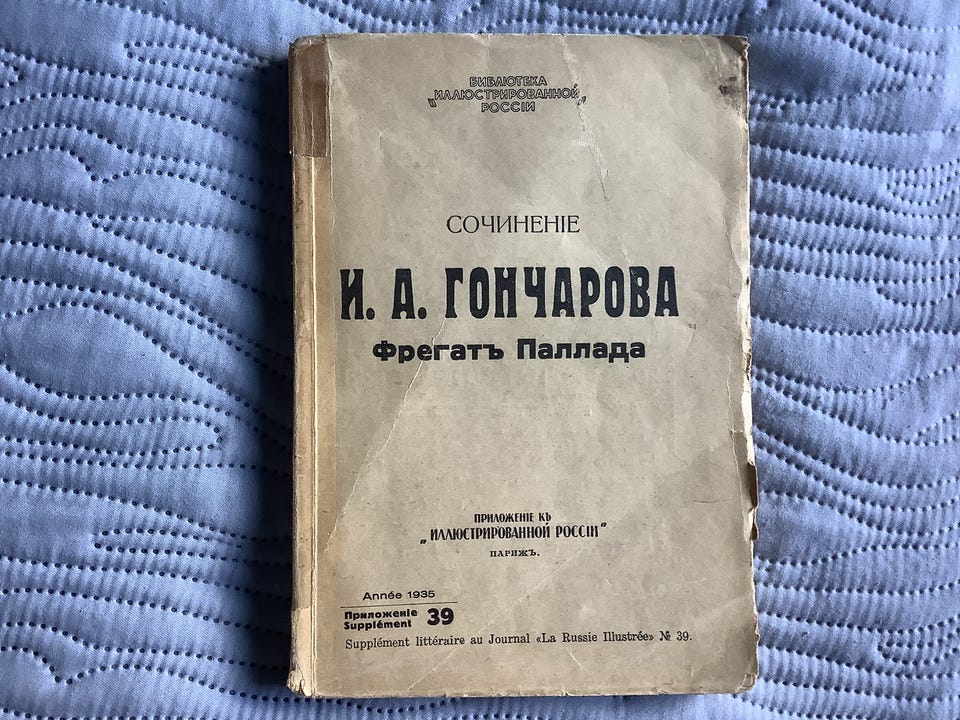 БИБЛІОТЕКА
„ИЛЛЮСТРИРОВАННОЙ
РОССІИ”
СОЧИНЕНІЕ
И. А. ГОНЧАРОВА
Фрегатъ Паллада
ПРИЛОЖЕНІЕ КЪ
„ИЛЛЮСТРИРОВАННОЙ РОССІИ”
ПАРИЖЪ.
Année 1935
Приложеніе
Supplément 39
Supplément littéraire au Journal «La Russie Illustrée» № 39.